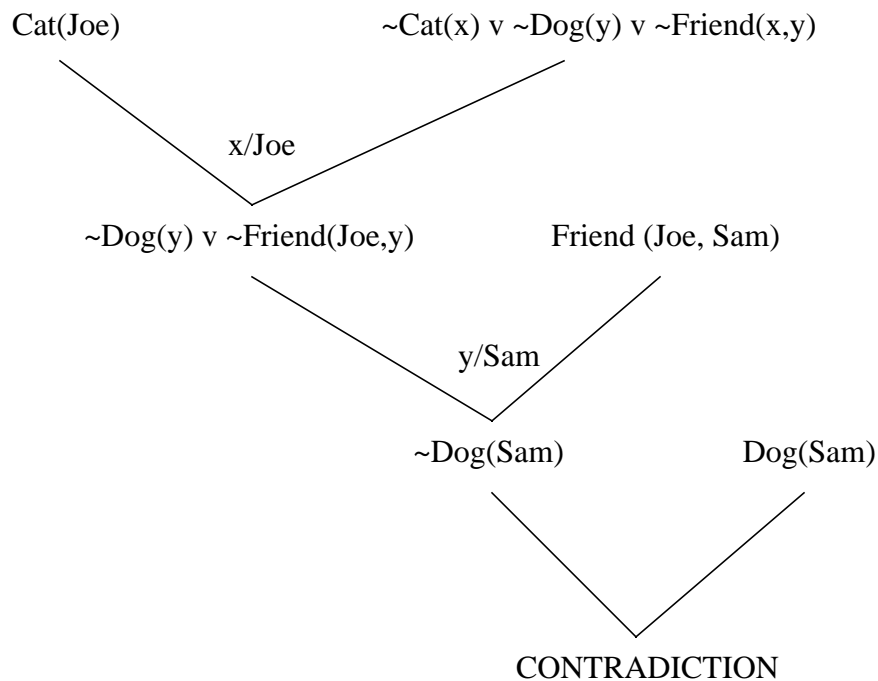 Cat(Joe)
~Cat(x) v ~Dog(y) v ~Friend(x,y)
x/Joe
~Dog(y) v ~Friend(Joe,y)
Friend (Joe, Sam)
y/Sam
~Dog(Sam)
Dog(Sam)
CONTRADICTION